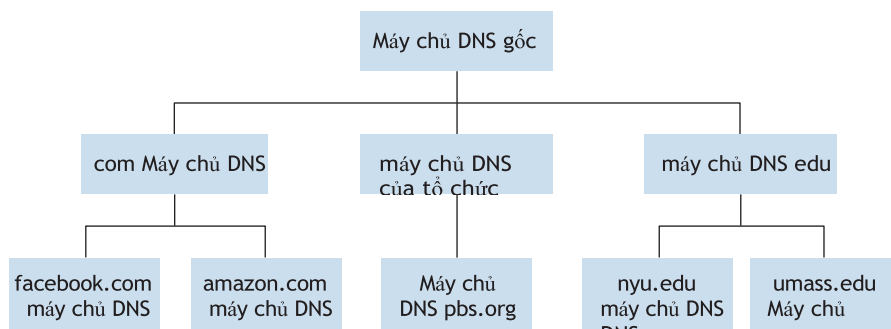 Máy chủ DNS gốc
com Máy chủ DNS
máy chủ DNS
của tổ chức
máy chủ DNS edu
facebook.com
máy chủ DNS
amazon.com
máy chủ DNS
Máy chủ
DNS pbs.org
nyu.edu
máy chủ DNS
DNS
umass.edu
Máy chủ